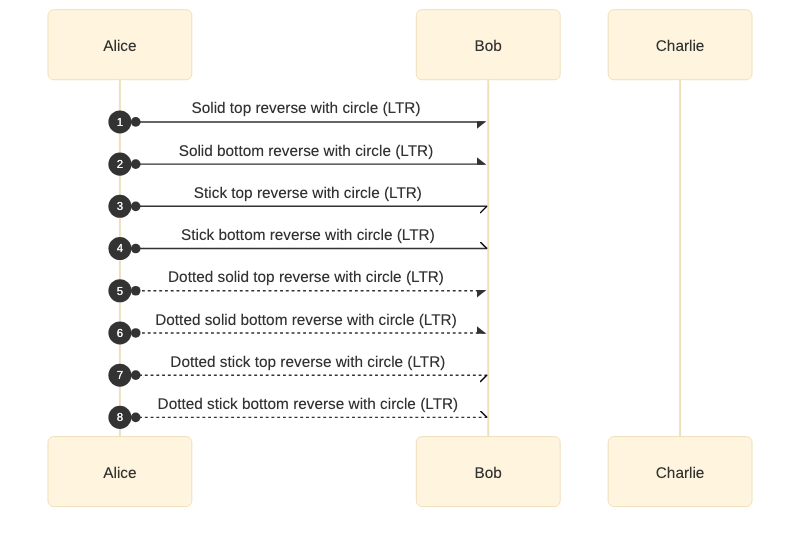 Alice
Bob
Charlie
Solid top reverse with circle (LTR)
1
Solid bottom reverse with circle (LTR)
2
Stick top reverse with circle (LTR)
3
Stick bottom reverse with circle (LTR)
4
Dotted solid top reverse with circle (LTR)
5
Dotted solid bottom reverse with circle (LTR)
6
Dotted stick top reverse with circle (LTR)
7
Dotted stick bottom reverse with circle (LTR)
8
Alice
Bob
Charlie